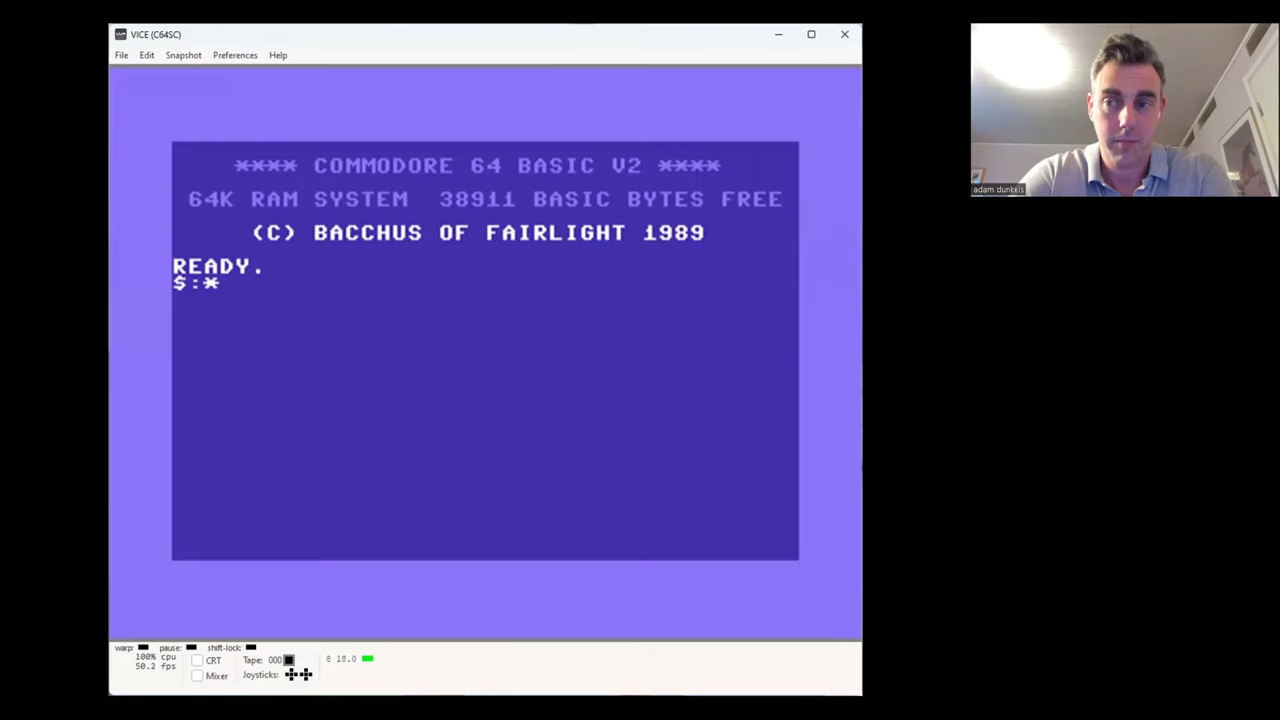 VICE (C64SC)
File Edit Snapshot Preferences Help
**** COMMODORE 64 BASIC V2 ****
64K RAM SYSTEM 38911 BASIC BYTES FREE
(C) BACCHUS OF FAIRLIGHT 1989
READY.
$:*
adam dunkels
warp: pause: shift-lock:
100% cpu
50.2 fps
CRT
Mixer
Tape: 000
Joysticks:
8 18.0